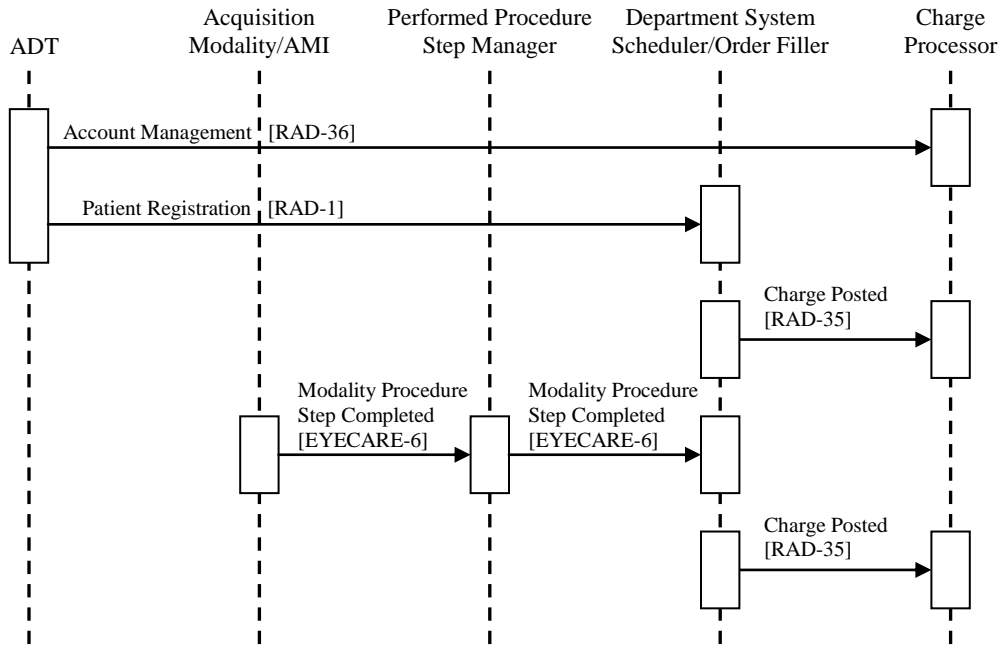 ADT
Acquisition
Modality/AMI
Performed Procedure
Step Manager
Department System
Scheduler/Order Filler
Charge
Processor
Account Management [RAD-36]
Patient Registration [RAD-1]
Charge Posted
[RAD-35]
Modality Procedure
Step Completed
[EYECARE-6]
Modality Procedure
Step Completed
[EYECARE-6]
Charge Posted
[RAD-35]